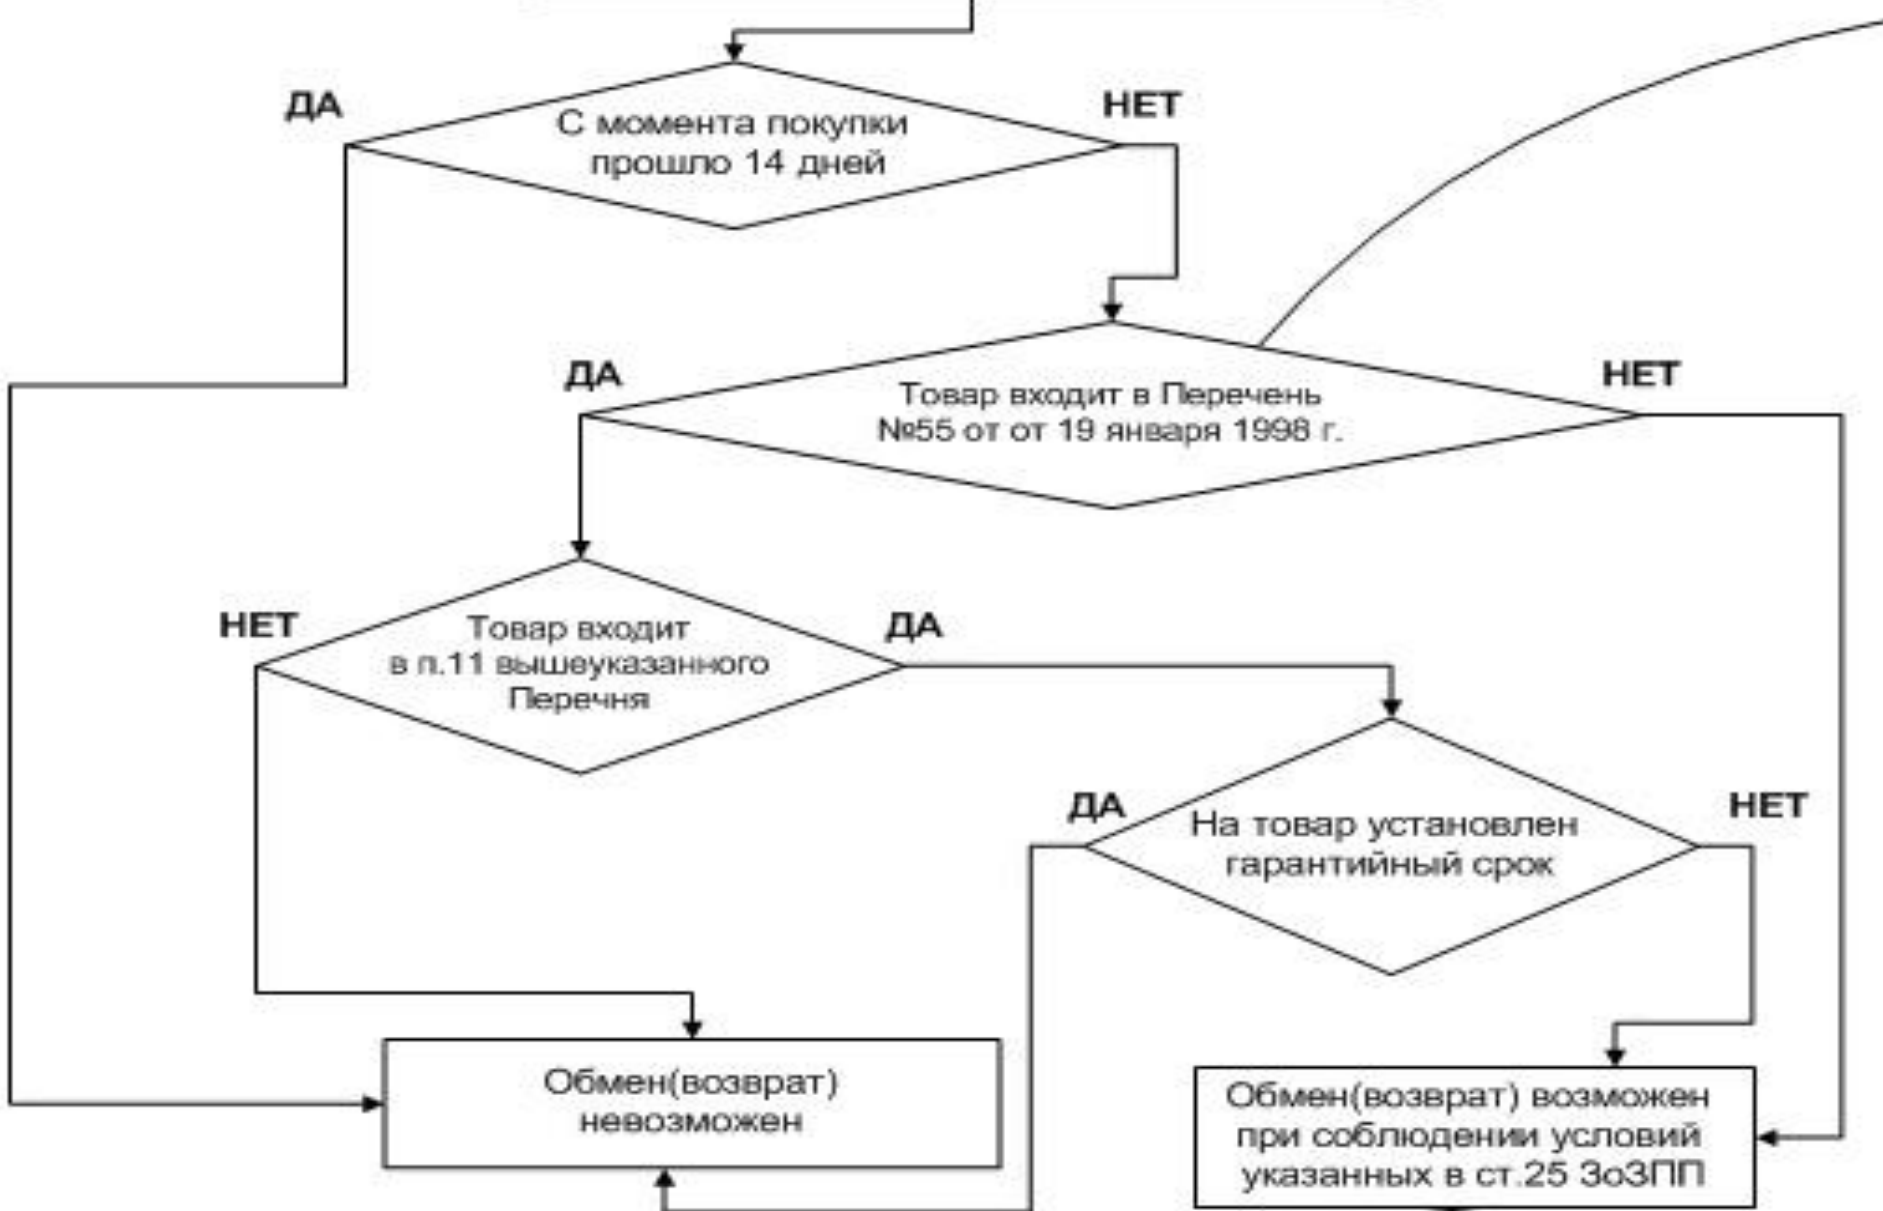 ДА
НЕТ
С момента покупки
прошло 14 дней
ДА
НЕТ
Товар входит в Перечень
№55 от от 19 января 1998 г.
НЕТ
ДА
Товар входит
в п.11 вышеуказанного
Перечня
ДА
НЕТ
На товар установлен
гарантийный срок
Обмен(возврат)
невозможен
Обмен(возврат) возможен
при соблюдении условий
указанных в ст.25 ЗоЗПП